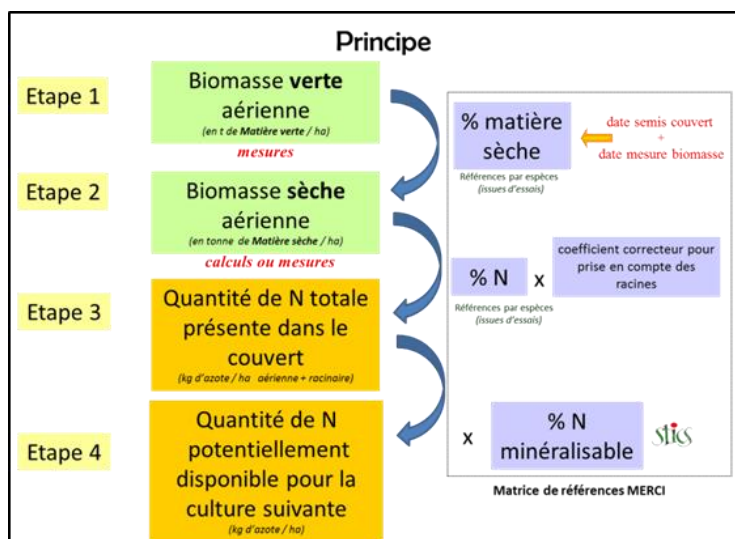 Principe
Etape 1
Biomasse verte
aérienne
(en t de Matière verte / ha)
mesures
% matière
sèche
Références par espèces
(issues d'essais)
date semis couvert
+
date mesure biomasse
Etape 2
Biomasse sèche
aérienne
(en tonne de Matière sèche / ha)
calculs ou mesures
% N
x
coefficient correcteur pour
prise en compte des
racines
Références par espèces
(issues d'essais)
Etape 3
Quantité de N totale
présente dans le
couvert
(kg d'azote / ha aérienne + racinaire)
Etape 4
Quantité de N
potentiellement
disponible pour la
culture suivante
(kg d'azote / ha)
x
% N
minéralisable
stics
Matrice de références MERCI